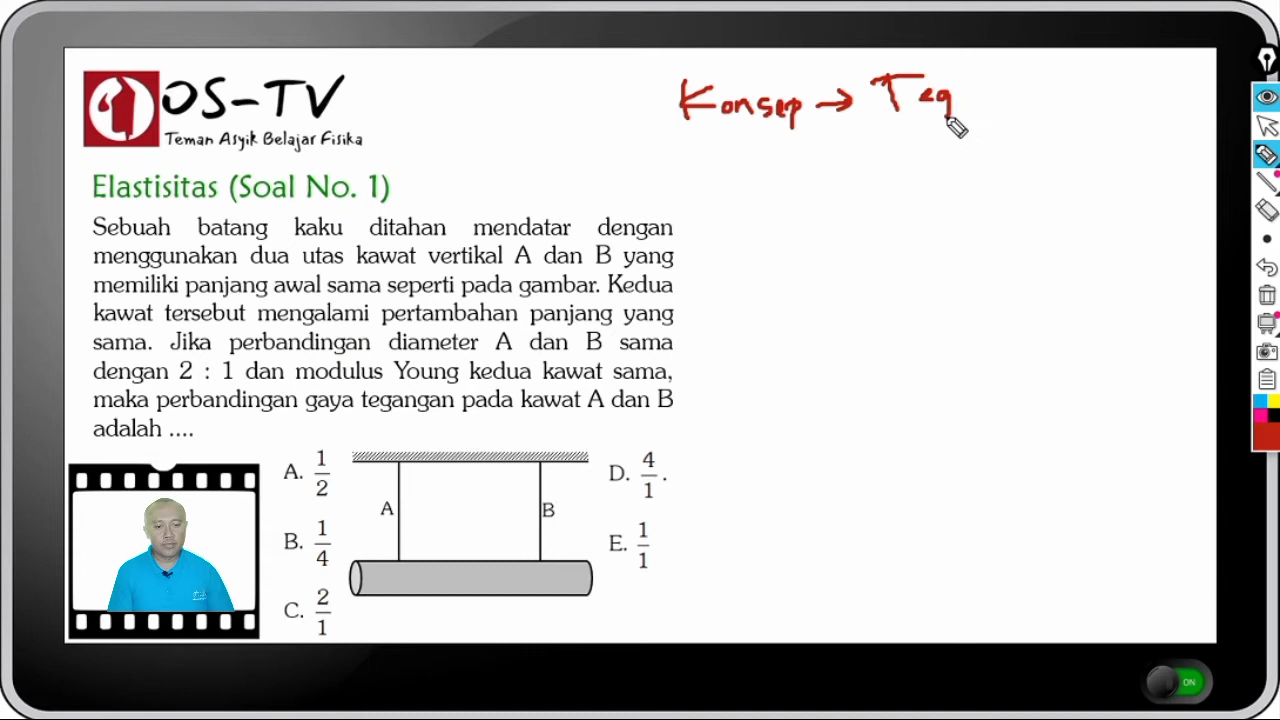 OS-TV
Teman Asyik Belajar Fisika
Konsep → Teg
Elastisitas (Soal No. 1)
Sebuah batang kaku ditahan mendatar dengan
menggunakan dua utas kawat vertikal A dan B yang
memiliki panjang awal sama seperti pada gambar. Kedua
kawat tersebut mengalami pertambahan panjang yang
sama. Jika perbandingan diameter A dan B sama
dengan 2 : 1 dan modulus Young kedua kawat sama,
maka perbandingan gaya tegangan pada kawat A dan B
adalah ....
A. 1/2
B. 1/4
C. 2/1
A
B
D. 4/1.
E. 1/1
ON